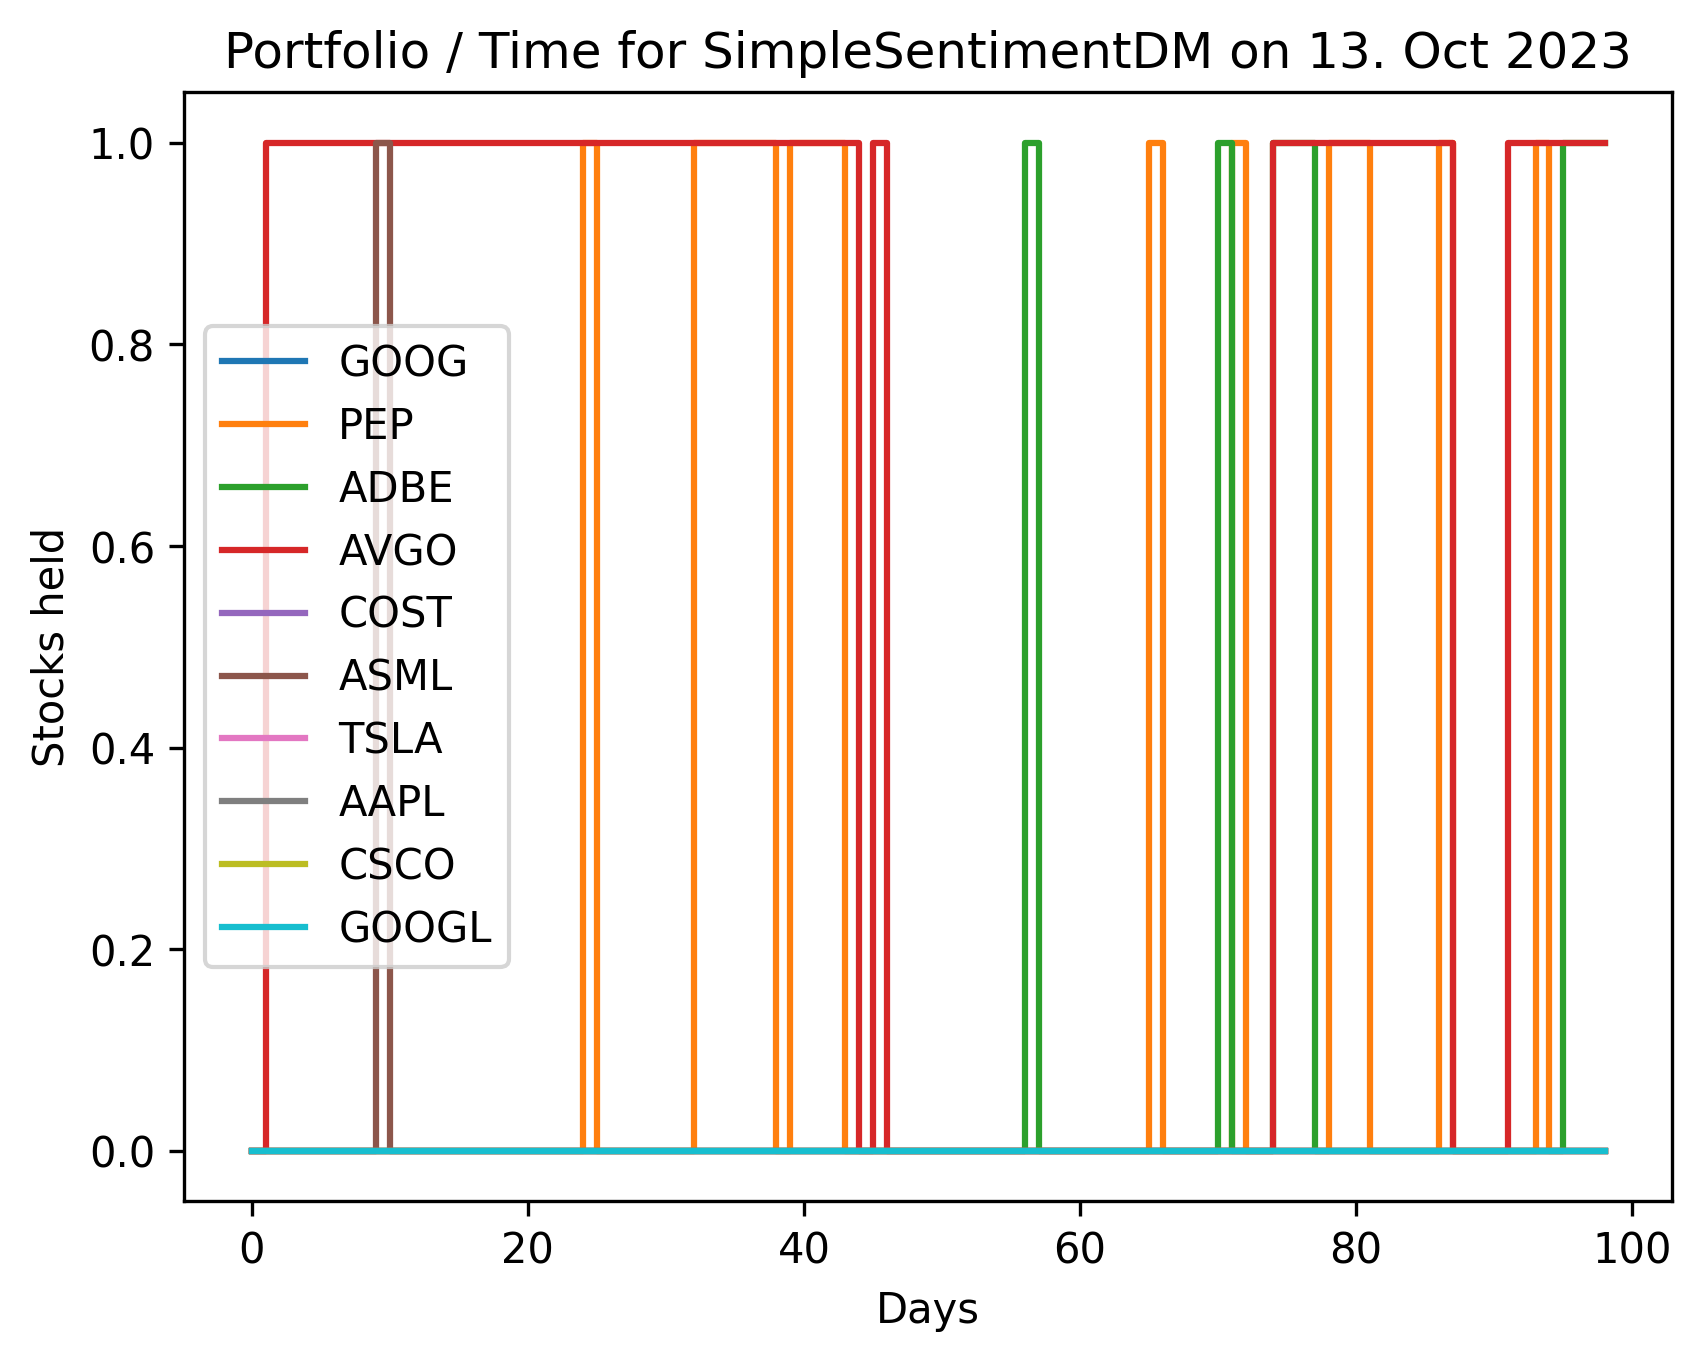 Portfolio / Time for SimpleSentimentDM on 13. Oct 2023
1.0
0.8
0.6
0.4
0.2
0.0
Stocks held
GOOG
PEP
ADBE
AVGO
COST
ASML
TSLA
AAPL
CSCO
GOOGL
0 20 40 60 80 100
Days